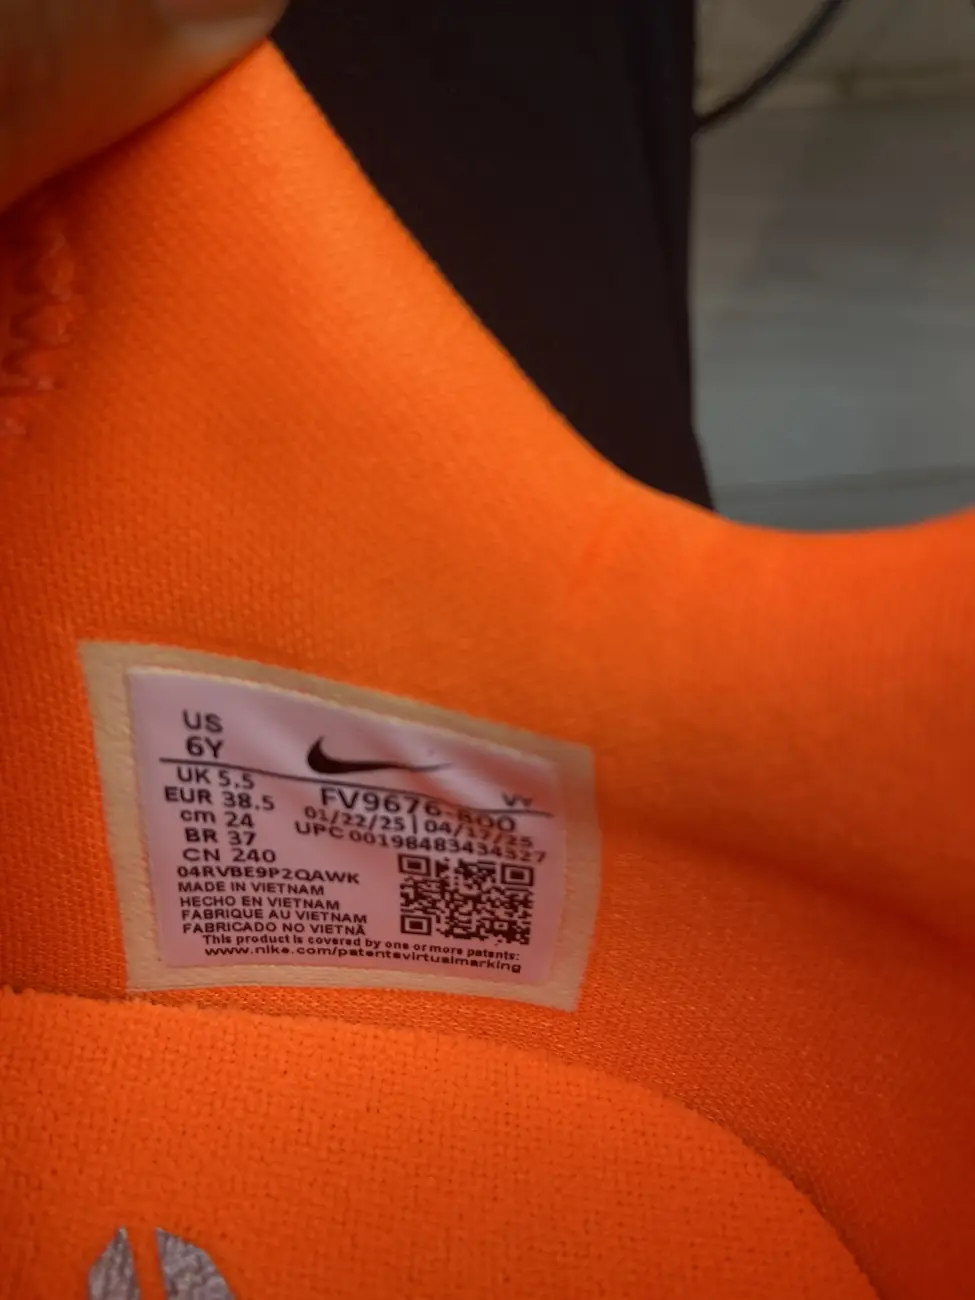 US
6Y
UK 5.5
EUR 38.5
cm 24
BR 37
CN 240
VY
FV9676-800
01/22/25 | 04/17/25
UPC 00198483434327
04RVBE9P2QAWK
MADE IN VIETNAM
HECHO EN VIETNAM
FABRIQUE AU VIETNAM
FABRICADO NO VIETNÃ
This product is covered by one or more patents:
www.nike.com/patentsvirtualmarking